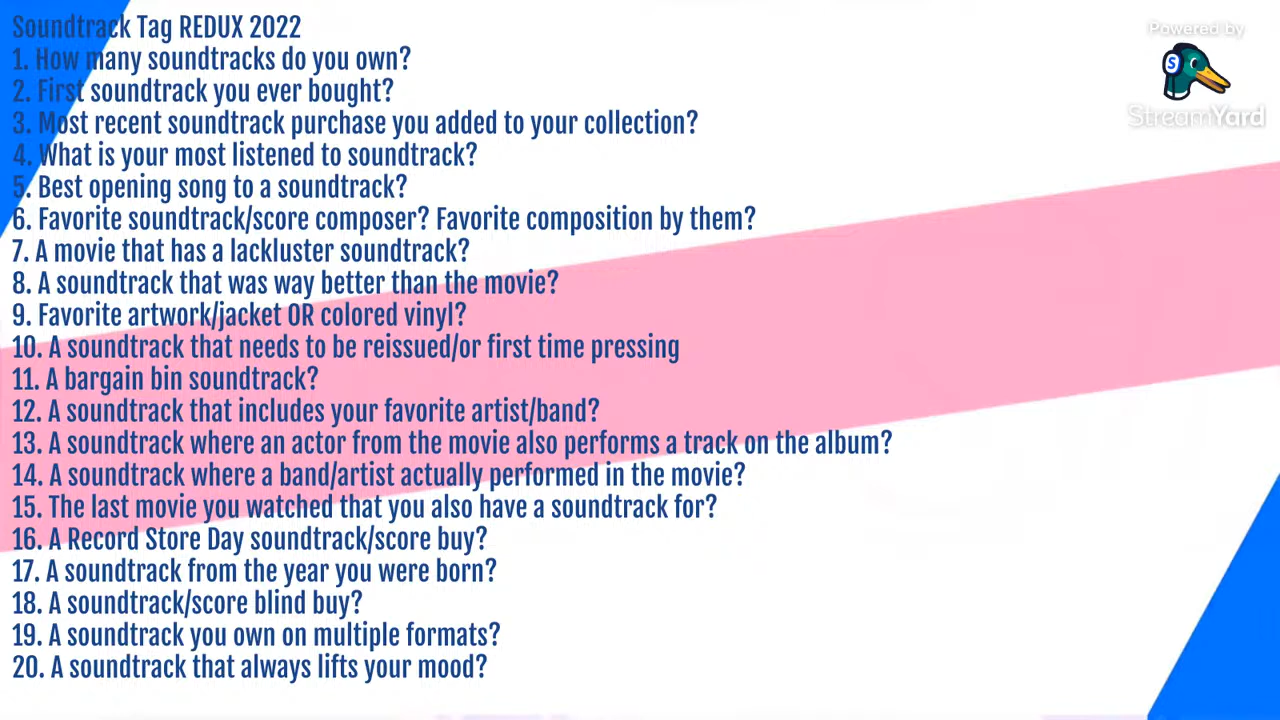 Soundtrack Tag REDUX 2022
1. How many soundtracks do you own?
2. First soundtrack you ever bought?
3. Most recent soundtrack purchase you added to your collection?
4. What is your most listened to soundtrack?
5. Best opening song to a soundtrack?
6. Favorite soundtrack/score composer? Favorite composition by them?
7. A movie that has a lackluster soundtrack?
8. A soundtrack that was way better than the movie?
9. Favorite artwork/jacket OR colored vinyl?
10. A soundtrack that needs to be reissued/or first time pressing
11. A bargain bin soundtrack?
12. A soundtrack that includes your favorite artist/band?
13. A soundtrack where an actor from the movie also performs a track on the album?
14. A soundtrack where a band/artist actually performed in the movie?
15. The last movie you watched that you also have a soundtrack for?
16. A Record Store Day soundtrack/score buy?
17. A soundtrack from the year you were born?
18. A soundtrack/score blind buy?
19. A soundtrack you own on multiple formats?
20. A soundtrack that always lifts your mood?
Powered by
S
StreamYard